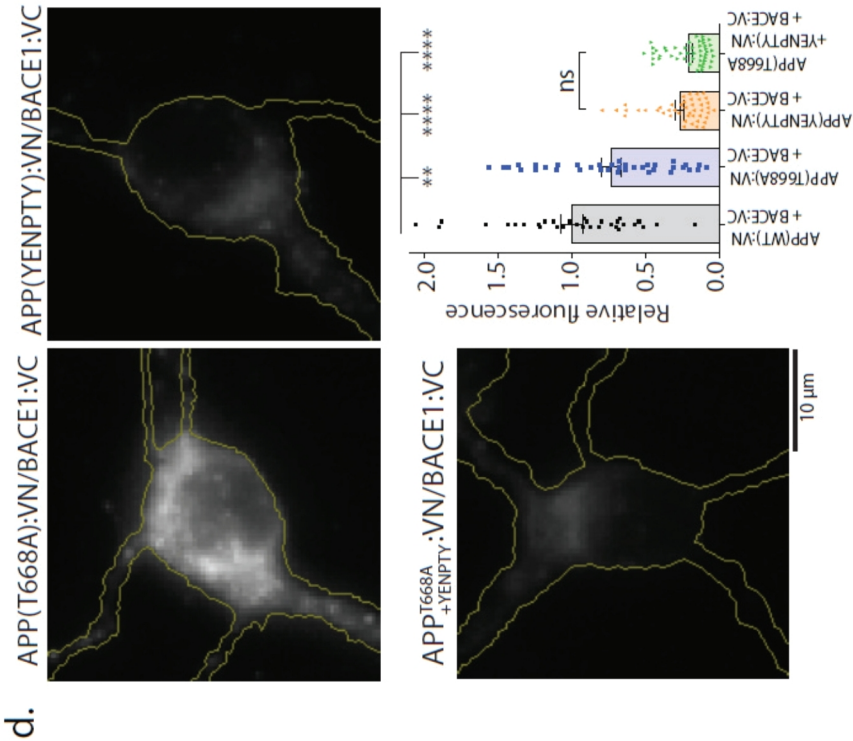 d.
APP(T668A):VN/BACE1:VC
APP(YENPTY):VN/BACE1:VC
APP T668A +YENPTY :VN/BACE1:VC
10 µm
Relative fluorescence
0.0
0.5
1.0
1.5
2.0
**
****
****
ns
APP(WT):VN
+ BACE:VC
APP(T668A):VN
+ BACE:VC
APP(YENPTY):VN
+ BACE:VC
APP(T668A
+YENPTY):VN
+ BACE:VC